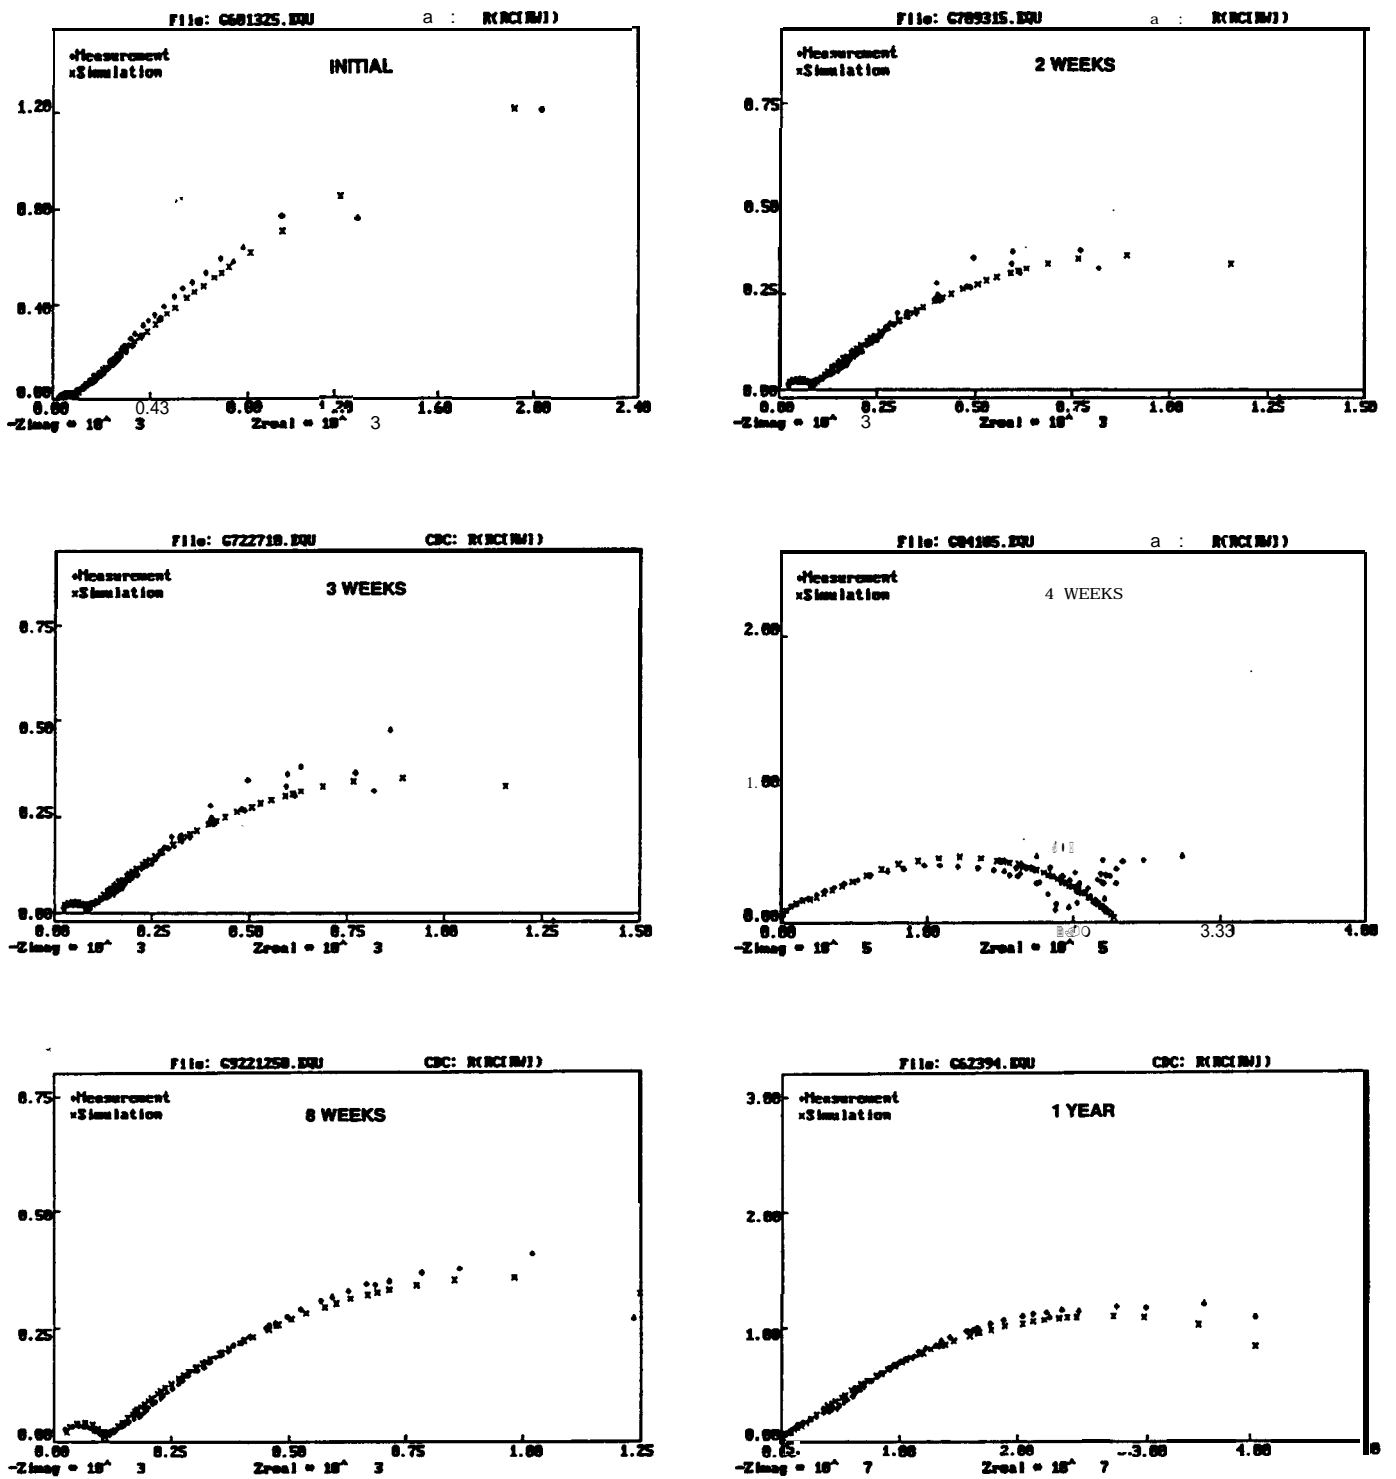 File: G601325.EQU a : R(RC[RW])
+Measurement
×Simulation
INITIAL
1.20
0.80
0.40
0.00
0.00 0.43 0.80 1.20 1.60 2.00 2.40
-Zimag * 10^ 3 Zreal * 10^ 3
File: G709315.EQU a : R(RC[RW])
+Measurement
×Simulation
2 WEEKS
0.75
0.50
0.25
0.00
0.00 0.25 0.50 0.75 1.00 1.25 1.50
-Zimag * 10^ 3 Zreal * 10^ 3
File: G722710.EQU CDC: R(RC[RW])
+Measurement
×Simulation
3 WEEKS
0.75
0.50
0.25
0.00
0.00 0.25 0.50 0.75 1.00 1.25 1.50
-Zimag * 10^ 3 Zreal * 10^ 3
File: G84105.EQU a : R(RC[RW])
+Measurement
×Simulation
4 WEEKS
2.00
1.00
0.00
0.00 1.00 3.33 4.00
-Zimag * 10^ 5 Zreal * 10^ 5
File: G9221250.EQU CDC: R(RC[RW])
+Measurement
×Simulation
8 WEEKS
0.75
0.50
0.25
0.00
0.00 0.25 0.50 0.75 1.00 1.25
-Zimag * 10^ 3 Zreal * 10^ 3
File: G62394.EQU CDC: R(RC[RW])
+Measurement
×Simulation
1 YEAR
3.00
2.00
1.00
0.00
1.00 2.00 3.00 4.00
-Zimag * 10^ 7 Zreal * 10^ 7